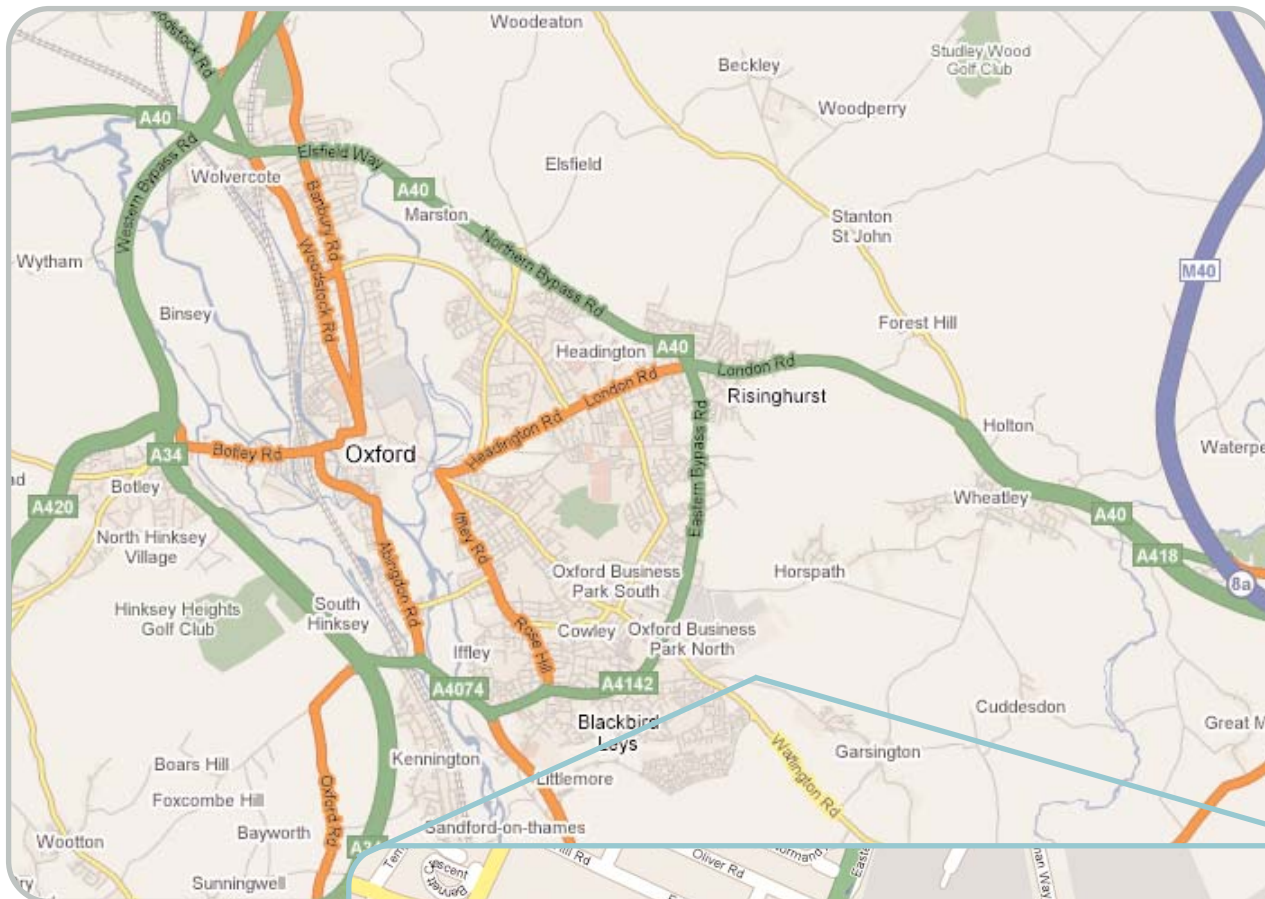 Woodeaton
Beckley
Studley Wood
Golf Club
Woodperry
A40
Elsfield Way
Wolvercote
Western Bypass Rd
Banbury Rd
A40
Marston
Elsfield
Stanton
St John
Northern Bypass Rd
Woodstock Rd
Wytham
M40
Binsey
Forest Hill
Headington
A40
London Rd
London Rd
Risinghurst
Headington Rd
Holton
Botley Rd
Oxford
A34
Botley
A420
Eastern Bypass Rd
Wheatley
A40
A418
8a
North Hinksey
Village
Iffley Rd
Abingdon Rd
Oxford Business
Park South
Horspath
Hinksey Heights
Golf Club
South
Hinksey
Cowley
Oxford Business
Park North
Rose Hill
Iffley
A4074
A4142
Blackbird
Leys
Cuddesdon
Garsington
Kennington
Littlemore
Watlington Rd
Boars Hill
Foxcombe Hill
Oxford Rd
Bayworth
Sandford-on-thames
Wootton
Sunningwell
Oliver Rd